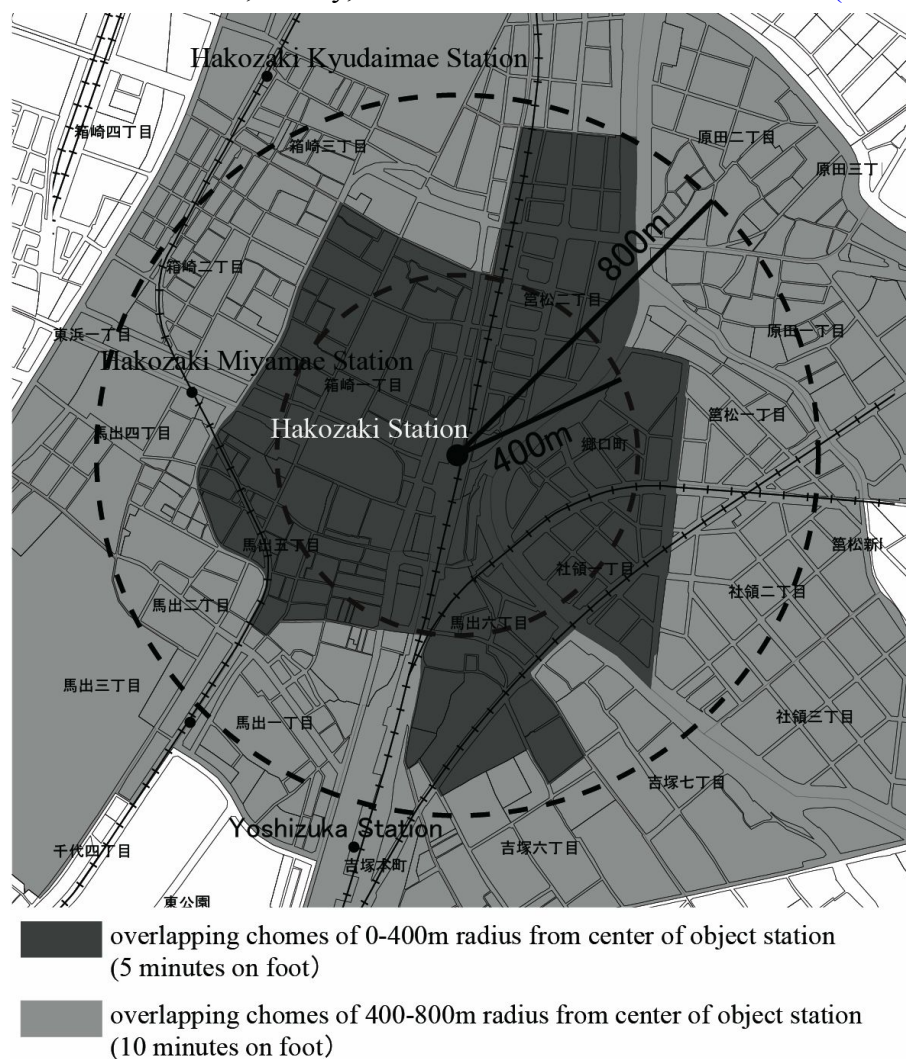 Hakozaki Kyudaimae Station
箱崎四丁目
箱崎三丁目
原田二丁目
原田三丁
800m
箱崎二丁目
筥松二丁目
東浜一丁目
原田一丁目
Hakozaki Miyamae Station
箱崎一丁目
筥松一丁目
馬出四丁目
Hakozaki Station
400m
郷口町
馬出五丁目
筥松新
社領一丁目
馬出二丁目
社領二丁目
馬出六丁目
馬出三丁目
馬出一丁目
社領三丁目
吉塚七丁目
Yoshizuka Station
千代四丁目
吉塚本町
吉塚六丁目
東公園
overlapping chomes of 0-400m radius from center of object station
(5 minutes on foot)
overlapping chomes of 400-800m radius from center of object station
(10 minutes on foot)